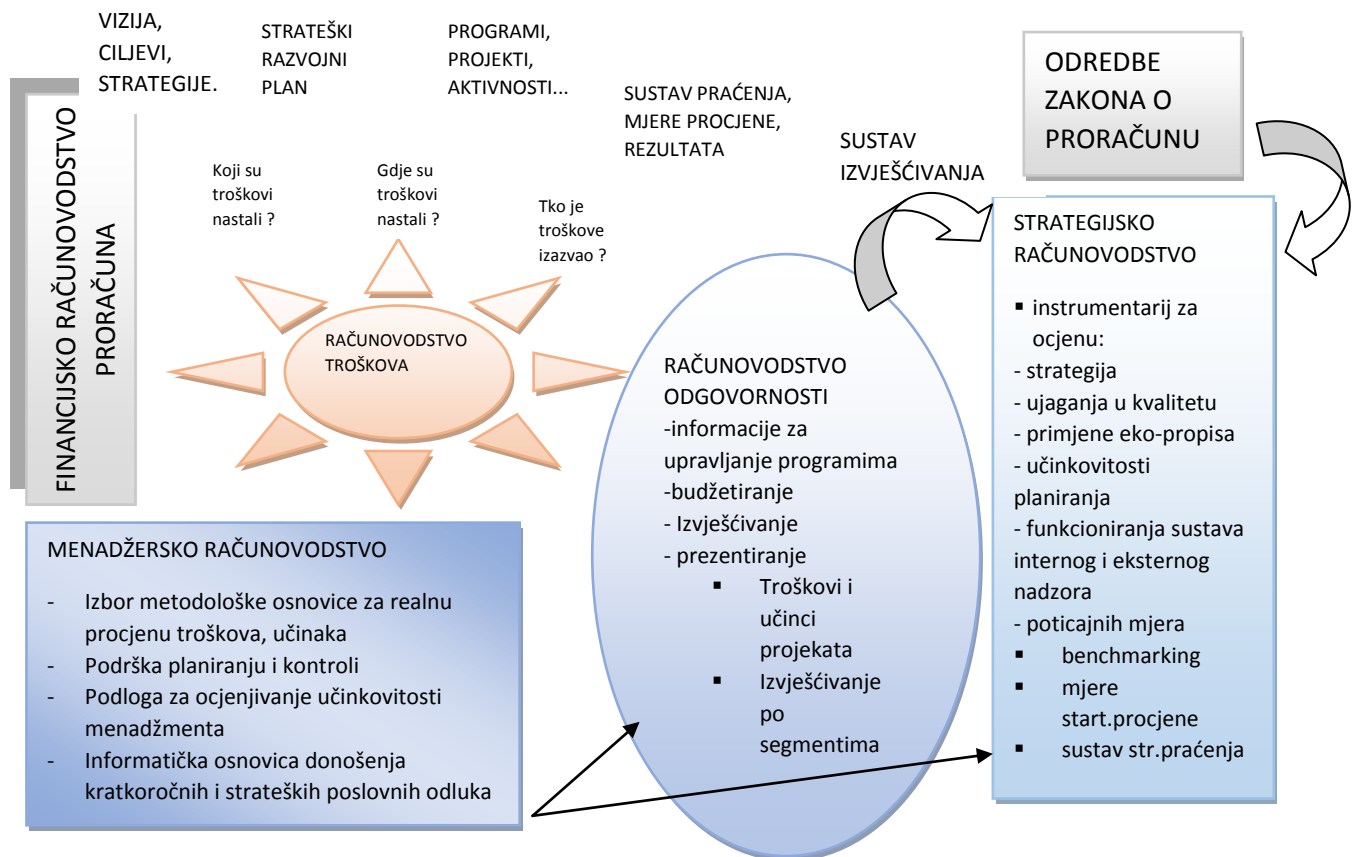 VIZIJA,
CILJEVI,
STRATEGIJE.
STRATEŠKI
RAZVOJNI
PLAN
PROGRAMI,
PROJEKTI,
AKTIVNOSTI...
SUSTAV PRAĆENJA,
MJERE PROCJENE,
REZULTATA
SUSTAV
IZVJEŠĆIVANJA
ODREDBE
ZAKONA O
PRORAČUNU
FINANCIJSKO RAČUNOVODSTVO
PRORAČUNA
Koji su
troškovi
nastali ?
Gdje su
troškovi
nastali ?
Tko je
troškove
izazvao ?
RAČUNOVODSTVO
TROŠKOVA
MENADŽERSKO RAČUNOVODSTVO
- Izbor metodološke osnovice za realnu
procjenu troškova, učinaka
- Podrška planiranju i kontroli
- Podloga za ocjenjivanje učinkovitosti
menadžmenta
- Informatička osnovica donošenja
kratkoročnih i strateških poslovnih odluka
RAČUNOVODSTVO
ODGOVORNOSTI
-informacije za
upravljanje programima
-budžetiranje
- Izvješćivanje
- prezentiranje
▪ Troškovi i
učinci
projekata
▪ Izvješćivanje
po
segmentima
STRATEGIJSKO
RAČUNOVODSTVO
▪ instrumentarij za
ocjenu:
- strategija
- ujaganja u kvalitetu
- primjene eko-propisa
- učinkovitosti
planiranja
- funkcioniranja sustava
internog i eksternog
nadzora
- poticajnih mjera
▪ benchmarking
▪ mjere
start.procjene
▪ sustav str.praćenja